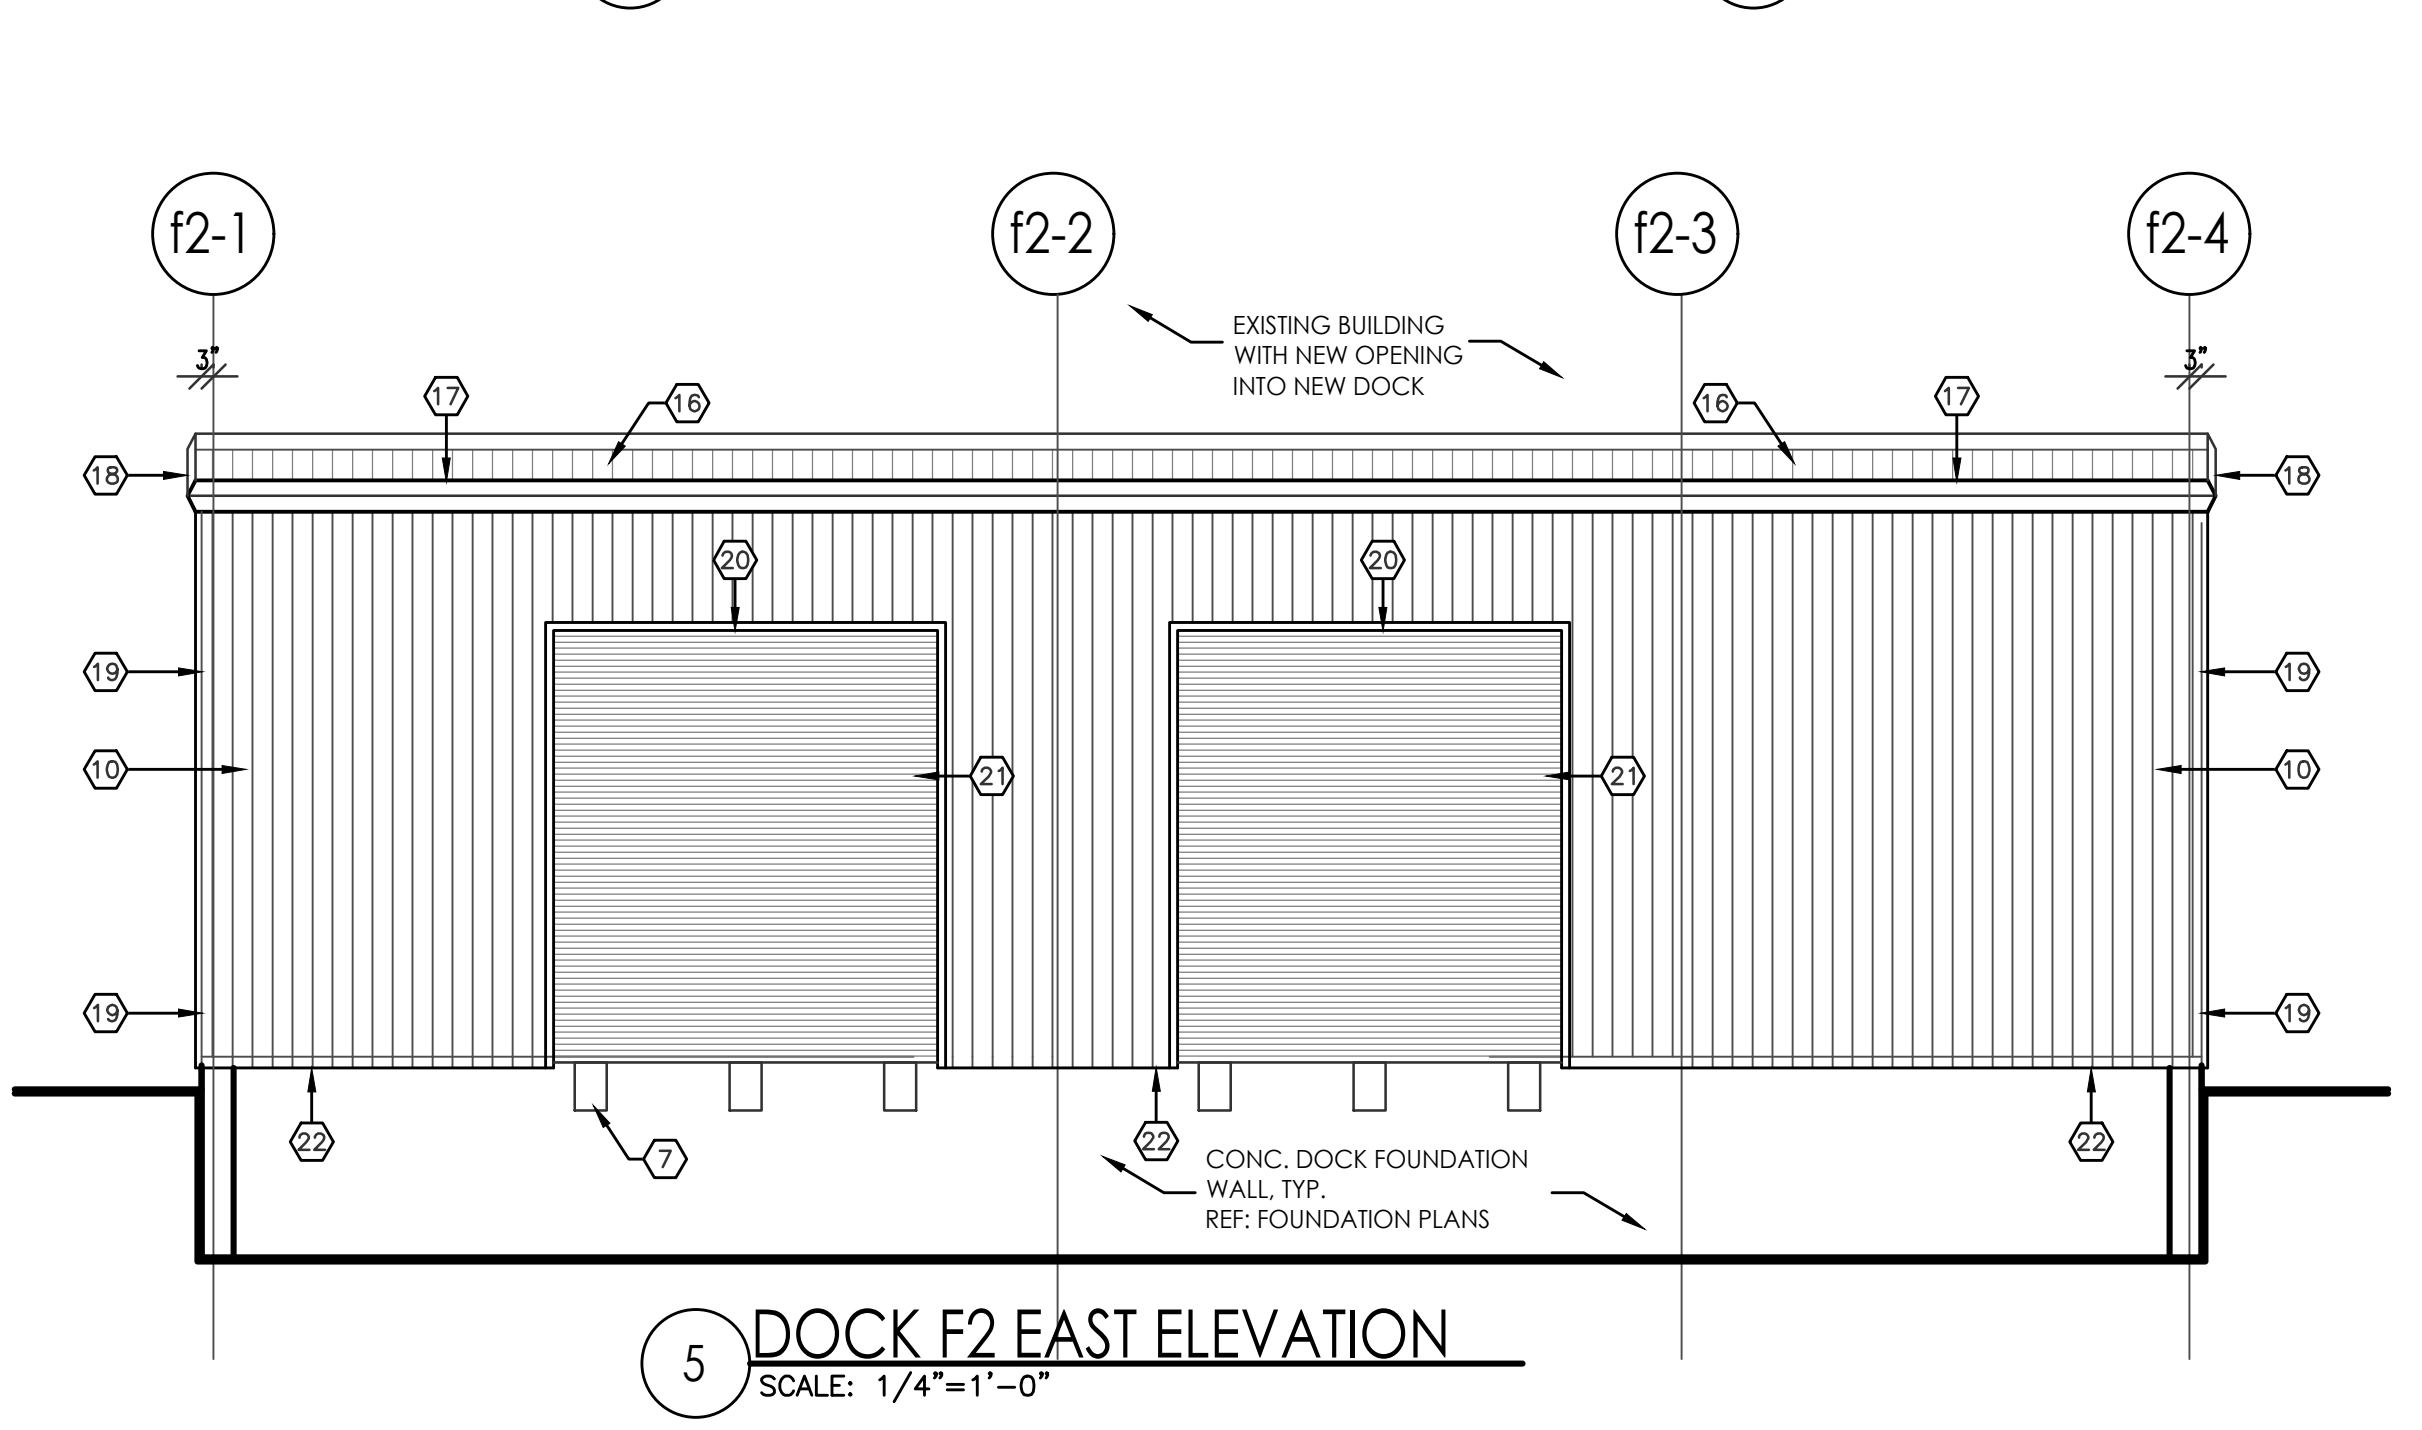 f2-1
f2-2
f2-3
f2-4
EXISTING BUILDING
WITH NEW OPENING
INTO NEW DOCK
3"
3"
17
16
16
17
18
18
20
20
19
19
10
21
21
10
19
19
22
7
22
22
CONC. DOCK FOUNDATION
WALL, TYP.
REF: FOUNDATION PLANS
5
DOCK F2 EAST ELEVATION
SCALE: 1/4"=1'-0"